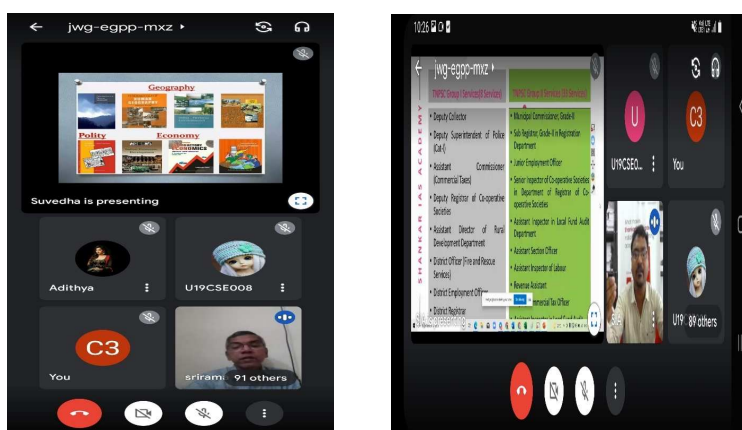 jwg-egpp-mxz
Geography
Polity
Economy
ECONOMICS
Suvedha is presenting
Adithya
U19CSE008
C3
You
sriram
91 others
10:26
jwg-egpp-mxz
TNPSC Group I Services(8 Services)
• Deputy Collector
• Deputy Superintendent of Police
(Cat-I)
• Assistant Commissioner
(Commercial Taxes)
• Deputy Registrar of Co-operative
Societies
• Assistant Director of Rural
Development Department
• District Officer [Fire and Rescue
Services)
• District Employment Officer
• District Registrar
SHANKAR IAS ACADEMY
TNPSC Group II Services
• Municipal Commissioner, Grade-II
• Sub Registrar, Grade-II in Registration
Department
• Junior Employment Officer
• Senior Inspector of Co-operative Societies
in Department of Registrar of Co-
operative Societies
• Assistant Inspector in Local Fund Audit
Department
• Assistant Section Officer
• Assistant Inspector of Labour
• Revenue Assistant
Commercial Tax Officer
U
U19CSE0...
C3
You
U19
89 others